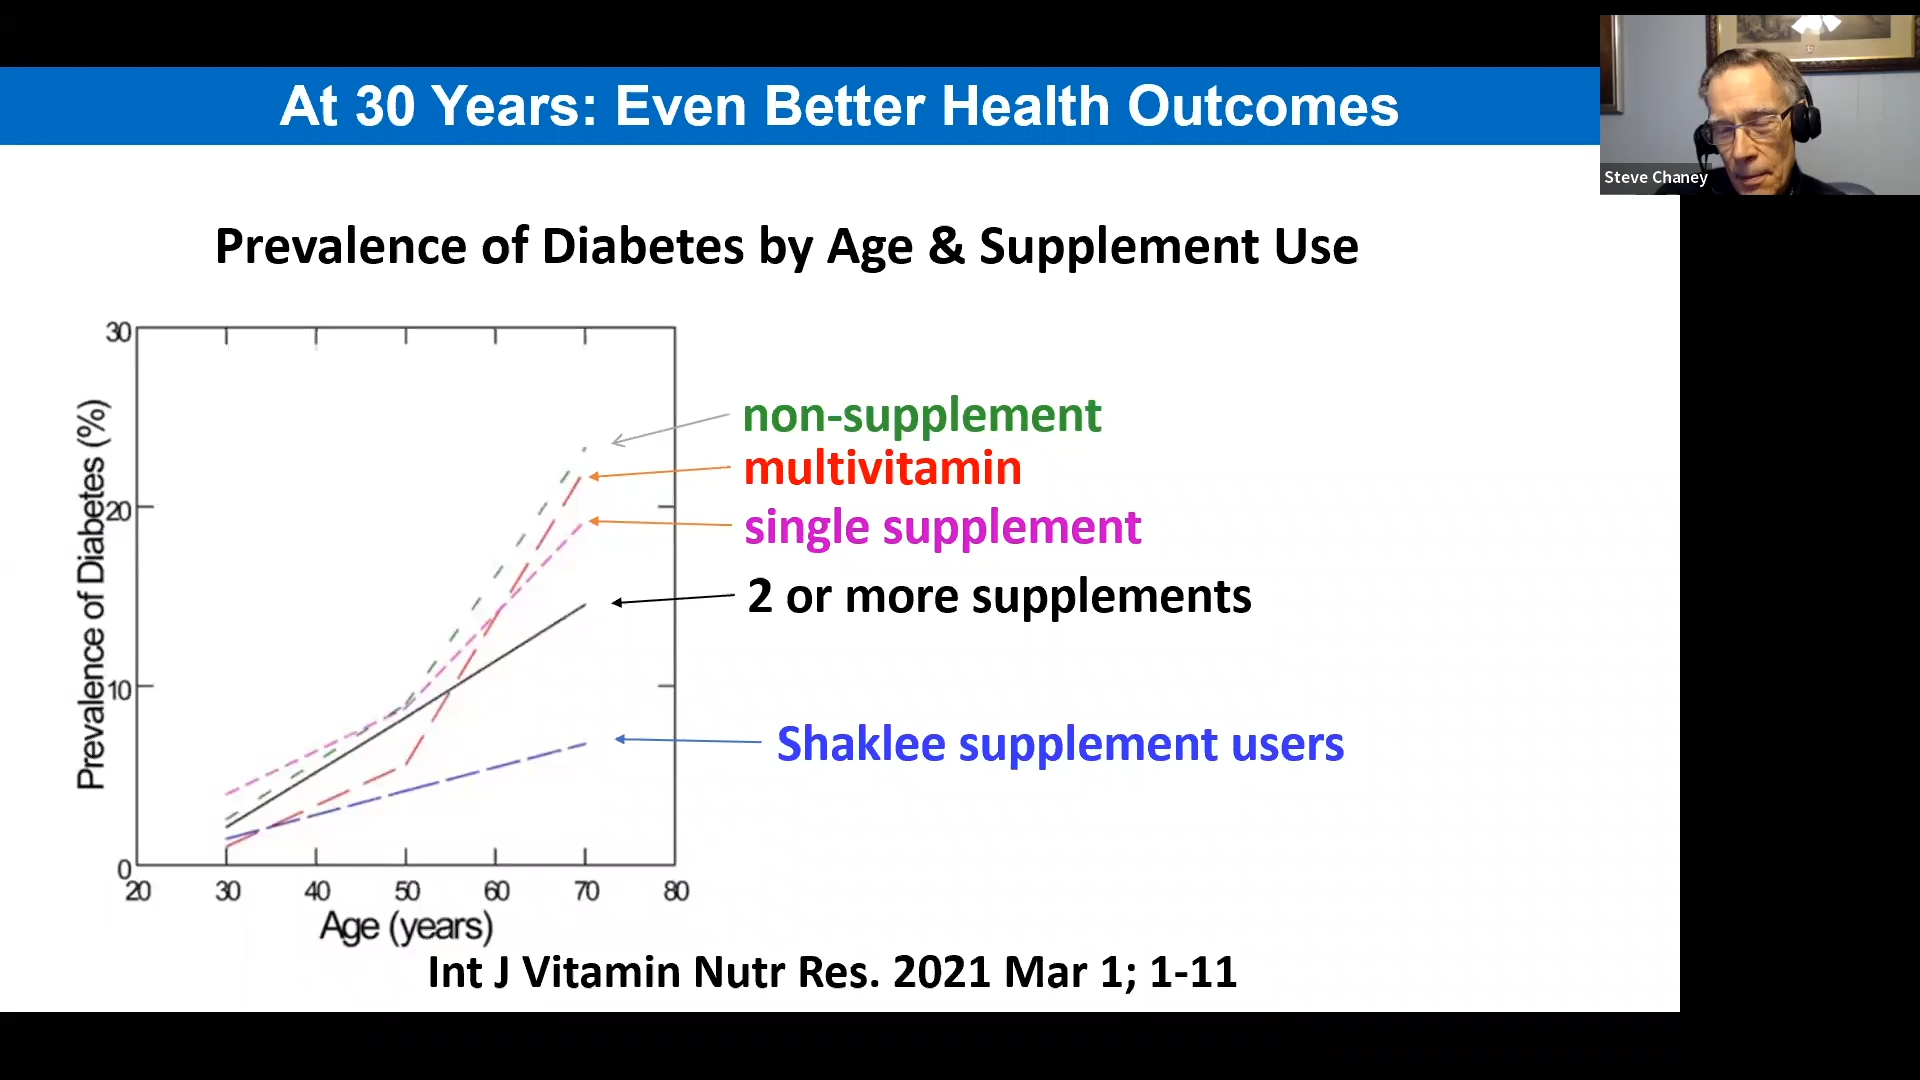 At 30 Years: Even Better Health Outcomes
Steve Chaney
Prevalence of Diabetes by Age & Supplement Use
30
20
10
0
Prevalence of Diabetes (%)
non-supplement
multivitamin
single supplement
2 or more supplements
Shaklee supplement users
20 30 40 50 60 70 80
Age (years)
Int J Vitamin Nutr Res. 2021 Mar 1; 1-11